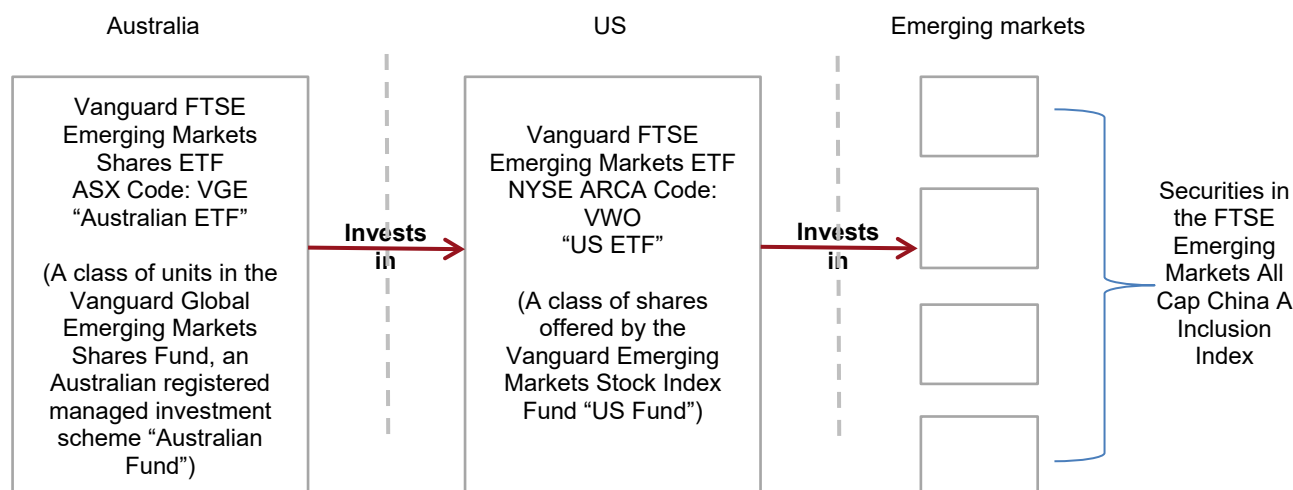 Australia
US
Emerging markets
Vanguard FTSE
Emerging Markets
Shares ETF
ASX Code: VGE
“Australian ETF”
(A class of units in the
Vanguard Global
Emerging Markets
Shares Fund, an
Australian registered
managed investment
scheme “Australian
Fund”)
Invests
in
Vanguard FTSE
Emerging Markets ETF
NYSE ARCA Code:
VWO
“US ETF”
(A class of shares
offered by the
Vanguard Emerging
Markets Stock Index
Fund “US Fund”)
Invests
in
Securities in
the FTSE
Emerging
Markets All
Cap China A
Inclusion
Index